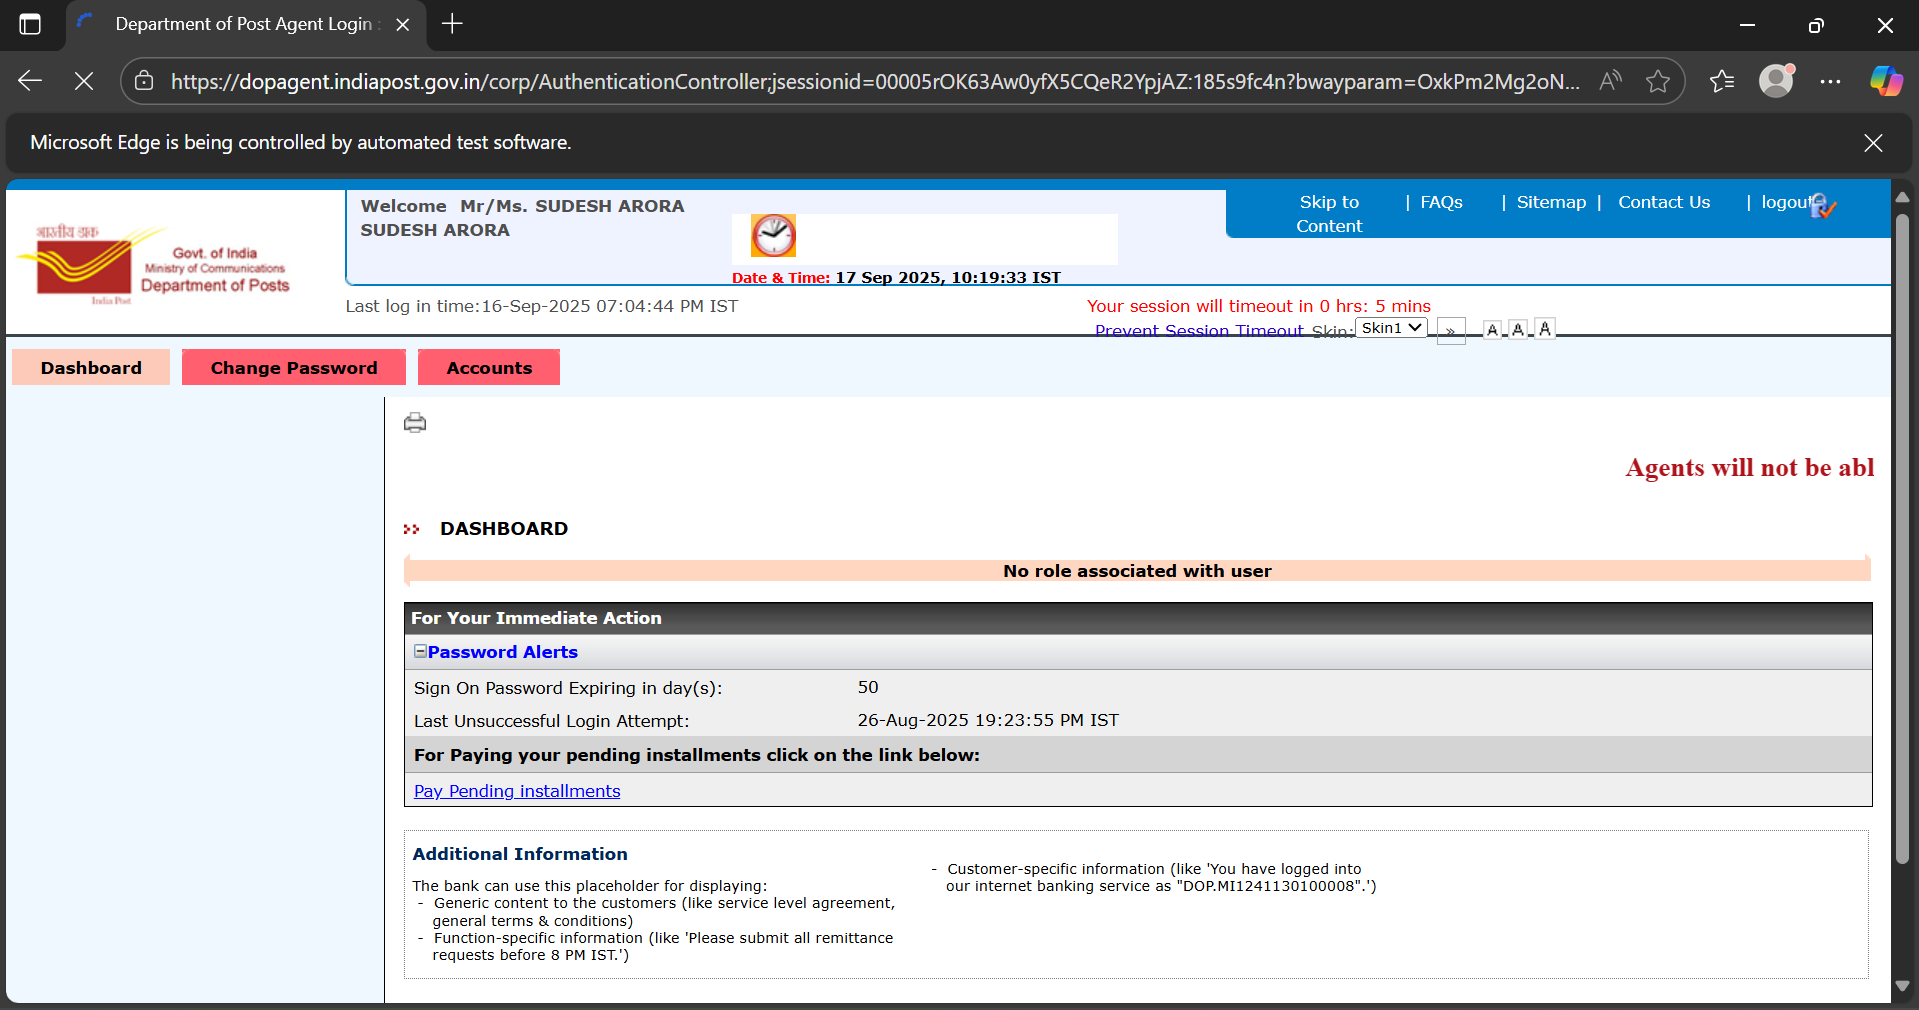 Department of Post Agent Login :
https://dopagent.indiapost.gov.in/corp/AuthenticationController;jsessionid=00005rOK63Aw0yfX5CQeR2YpjAZ:185s9fc4n?bwayparam=OxkPm2Mg2oN...
Microsoft Edge is being controlled by automated test software.
Welcome Mr/Ms. SUDESH ARORA
SUDESH ARORA
Skip to Content | FAQs | Sitemap | Contact Us | logout
भारतीय डाक
India Post
Govt. of India
Ministry of Communications
Department of Posts
Date & Time: 17 Sep 2025, 10:19:33 IST
Last log in time:16-Sep-2025 07:04:44 PM IST
Your session will timeout in 0 hrs: 5 mins
Prevent Session Timeout Skin: Skin1 » A A A
Dashboard Change Password Accounts
Agents will not be abl
DASHBOARD
No role associated with user
For Your Immediate Action
Password Alerts
Sign On Password Expiring in day(s): 50
Last Unsuccessful Login Attempt: 26-Aug-2025 19:23:55 PM IST
For Paying your pending installments click on the link below:
Pay Pending installments
Additional Information
The bank can use this placeholder for displaying:
- Generic content to the customers (like service level agreement,
general terms & conditions)
- Function-specific information (like 'Please submit all remittance
requests before 8 PM IST.')
- Customer-specific information (like 'You have logged into
our internet banking service as "DOP.MI1241130100008".')